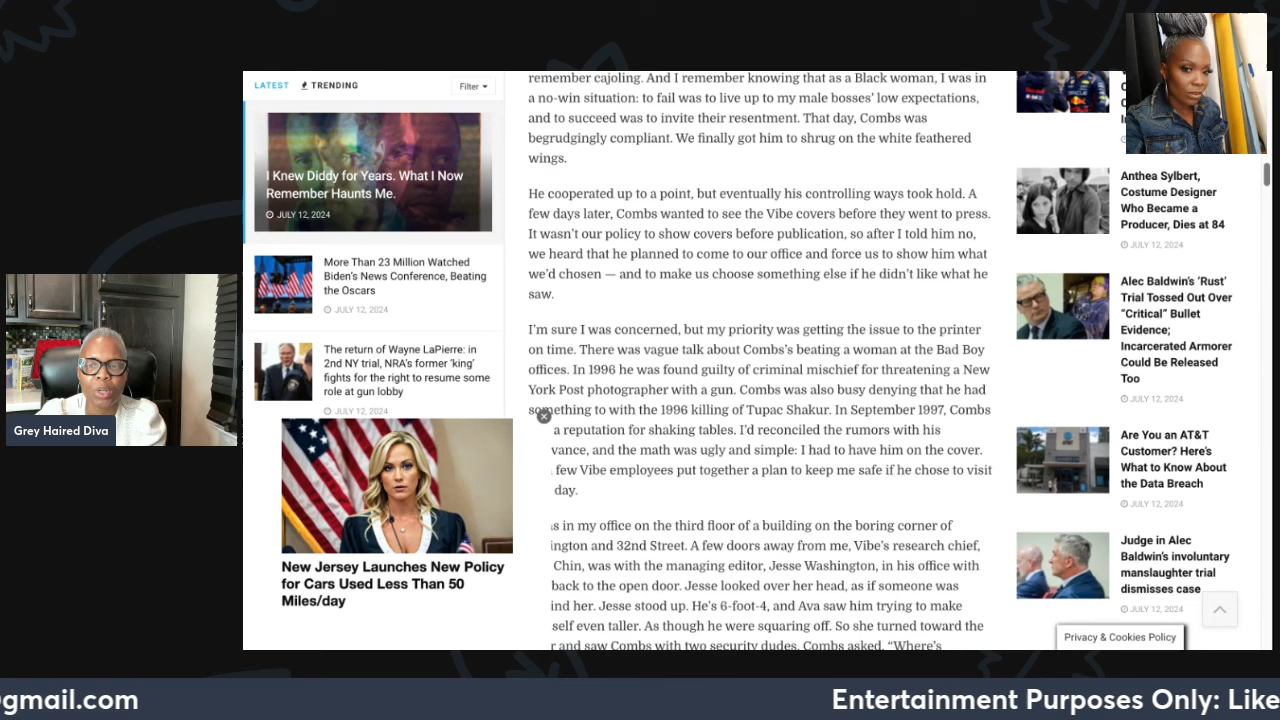 LATEST
TRENDING
Filter
I Knew Diddy for Years. What I Now
Remember Haunts Me.
JULY 12, 2024
More Than 23 Million Watched
Biden's News Conference, Beating
the Oscars
JULY 12, 2024
The return of Wayne LaPierre: in
2nd NY trial, NRA's former 'king'
fights for the right to resume some
role at gun lobby
JULY 12, 2024
New Jersey Launches New Policy
for Cars Used Less Than 50
Miles/day
remember cajoling. And I remember knowing that as a Black woman, I was in
a no-win situation: to fail was to live up to my male bosses' low expectations,
and to succeed was to invite their resentment. That day, Combs was
begrudgingly compliant. We finally got him to shrug on the white feathered
wings.
He cooperated up to a point, but eventually his controlling ways took hold. A
few days later, Combs wanted to see the Vibe covers before they went to press.
It wasn't our policy to show covers before publication, so after I told him no,
we heard that he planned to come to our office and force us to show him what
we'd chosen — and to make us choose something else if he didn't like what he
saw.
I'm sure I was concerned, but my priority was getting the issue to the printer
on time. There was vague talk about Combs's beating a woman at the Bad Boy
offices. In 1996 he was found guilty of criminal mischief for threatening a New
York Post photographer with a gun. Combs was also busy denying that he had
something to with the 1996 killing of Tupac Shakur. In September 1997, Combs
a reputation for shaking tables. I'd reconciled the rumors with his
vance, and the math was ugly and simple: I had to have him on the cover.
few Vibe employees put together a plan to keep me safe if he chose to visit
day.
s in my office on the third floor of a building on the boring corner of
ington and 32nd Street. A few doors away from me, Vibe's research chief,
Chin, was with the managing editor, Jesse Washington, in his office with
back to the open door. Jesse looked over her head, as if someone was
ind her. Jesse stood up. He's 6-foot-4, and Ava saw him trying to make
self even taller. As though he were squaring off. So she turned toward the
r and saw Combs with two security dudes. Combs asked, "Where's
Anthea Sylbert,
Costume Designer
Who Became a
Producer, Dies at 84
JULY 12, 2024
Alec Baldwin's 'Rust'
Trial Tossed Out Over
"Critical" Bullet
Evidence;
Incarcerated Armorer
Could Be Released
Too
JULY 12, 2024
Are You an AT&T
Customer? Here's
What to Know About
the Data Breach
JULY 12, 2024
Judge in Alec
Baldwin's involuntary
manslaughter trial
dismisses case
JULY 12, 2024
Privacy & Cookies Policy
Grey Haired Diva
@gmail.com
Entertainment Purposes Only: Like